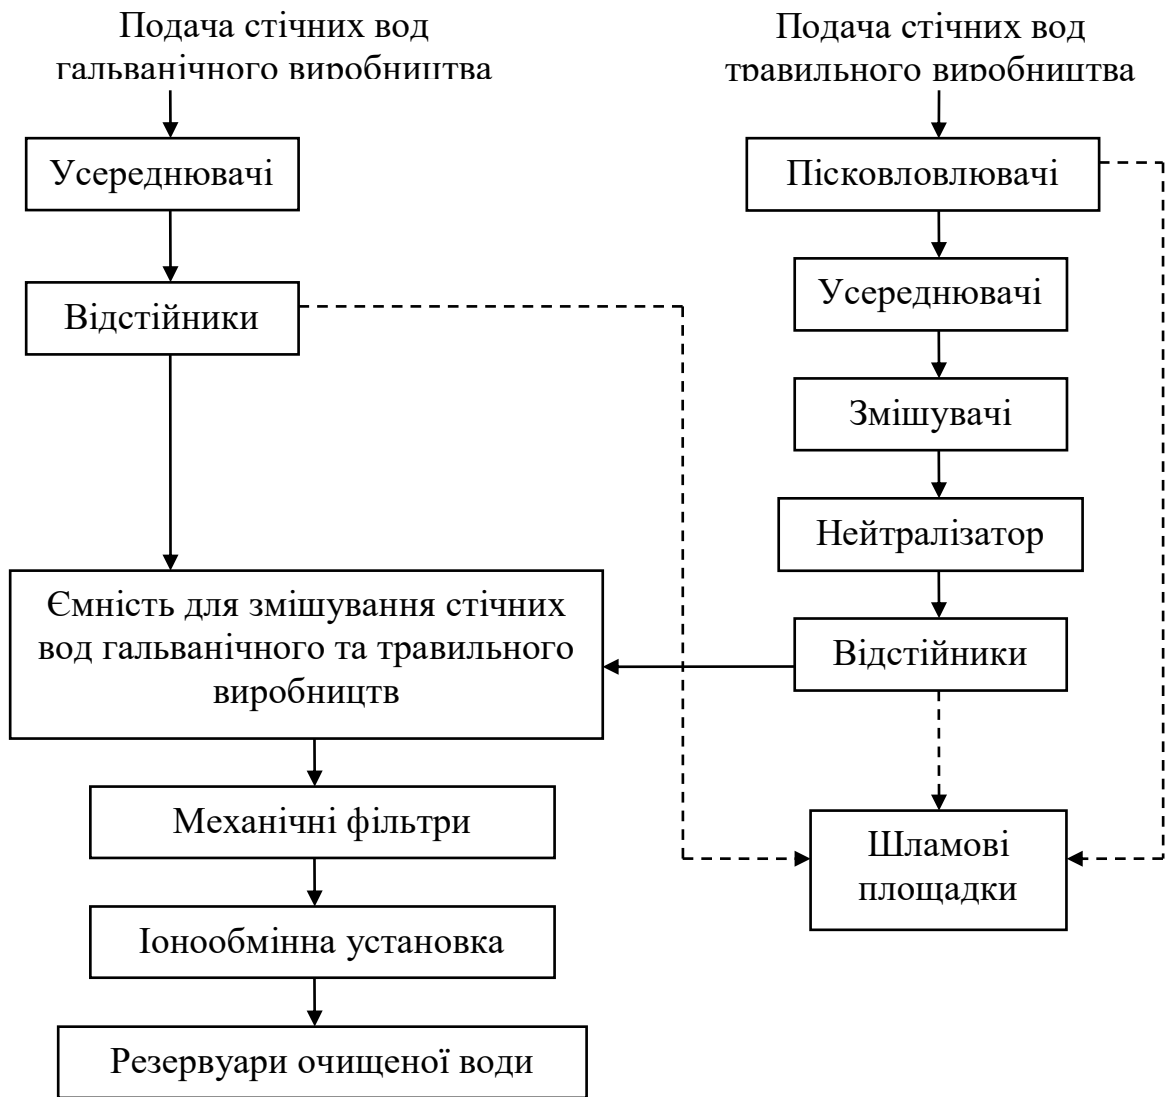 Подача стічних вод
гальванічного виробництва
Усереднювачі
Відстійники
Подача стічних вод
травильного виробництва
Пісковловлювачі
Усереднювачі
Змішувачі
Нейтралізатор
Відстійники
Ємність для змішування стічних
вод гальванічного та травильного
виробництв
Механічні фільтри
Іонообмінна установка
Резервуари очищеної води
Шламові
площадки